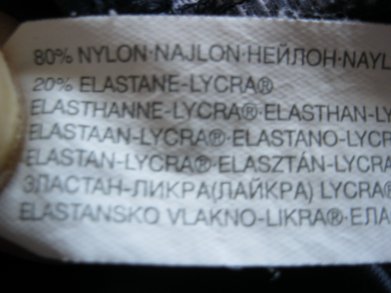 80% NYLON·NAJLON·НЕЙЛОН·NAYL
20% ELASTANE-LYCRA®
ELASTHANNE-LYCRA®·ELASTHAN-LY
ELASTAAN-LYCRA®·ELASTANO-LYCR
ELASTAN-LYCRA®·ELASZTÁN-LYCRA
ЭЛАСТАН-ЛИКРА(ЛАЙКРА) LYCRA®
ELASTANSKO VLAKNO-LIKRA®·ЕЛА